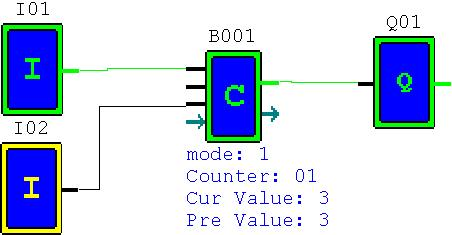 I01
B001
Q01
I
C
Q
I02
I
mode: 1
Counter: 01
Cur Value: 3
Pre Value: 3